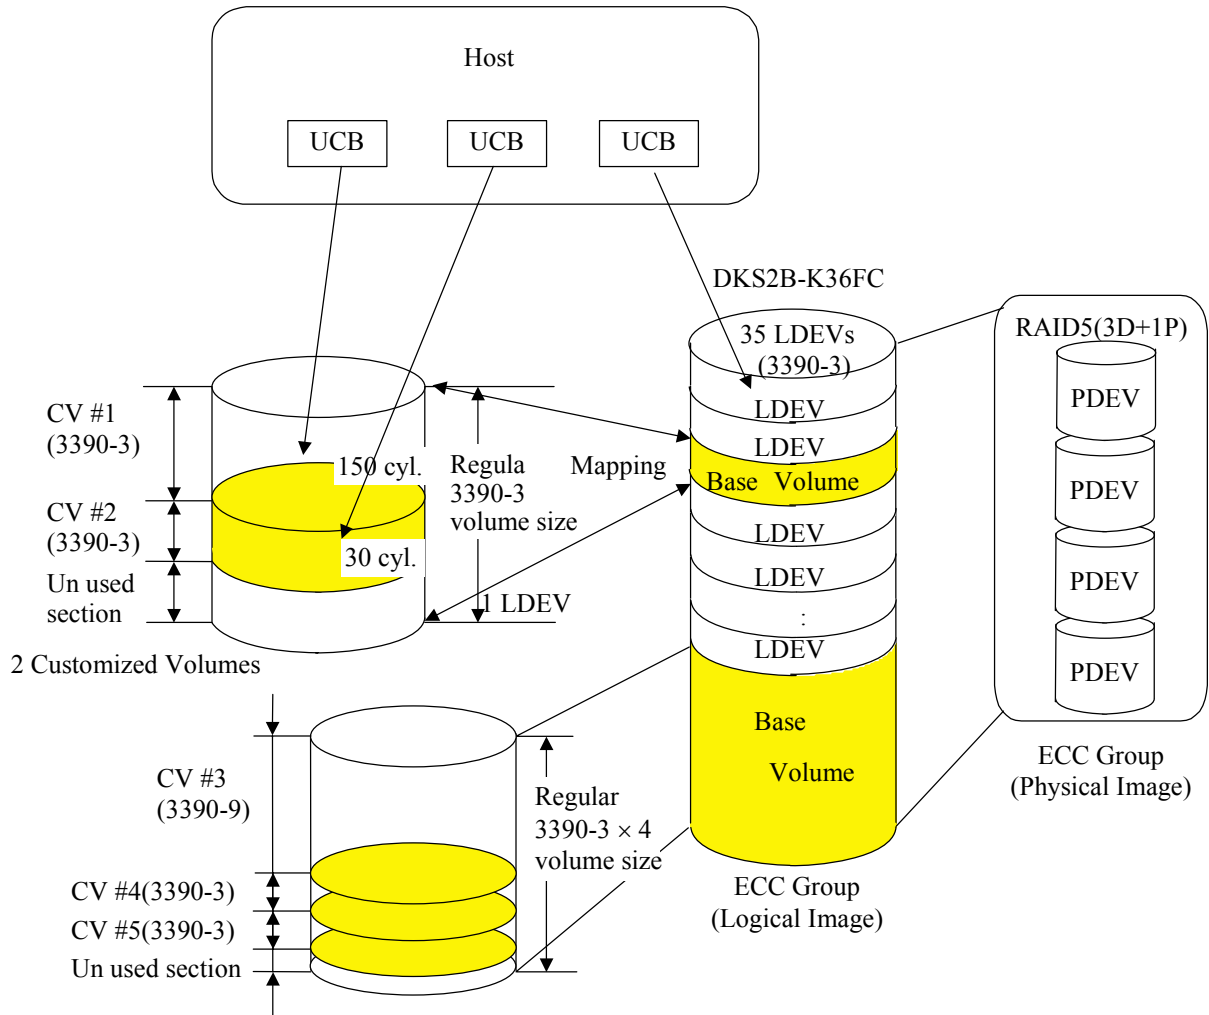 Host
UCB
UCB
UCB
DKS2B-K36FC
35 LDEVs
(3390-3)
RAID5(3D+1P)
PDEV
PDEV
PDEV
PDEV
LDEV
LDEV
Base Volume
LDEV
LDEV
:
LDEV
Base
Volume
CV #1
(3390-3)
150 cyl.
Regula
3390-3
volume size
Mapping
CV #2
(3390-3)
30 cyl.
Un used
section
1 LDEV
2 Customized Volumes
CV #3
(3390-9)
Regular
3390-3 × 4
volume size
CV #4(3390-3)
CV #5(3390-3)
Un used section
ECC Group
(Logical Image)
ECC Group
(Physical Image)